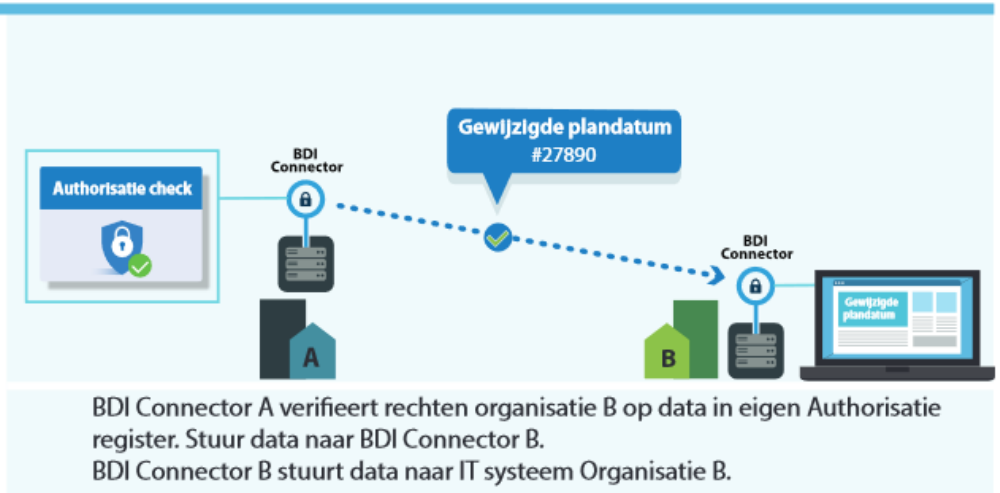 Gewijzigde plandatum
#27890
BDI
Connector
Authorisatie check
BDI
Connector
Gewijzigde
plandatum
A
B
BDI Connector A verifieert rechten organisatie B op data in eigen Authorisatie
register. Stuur data naar BDI Connector B.
BDI Connector B stuurt data naar IT systeem Organisatie B.